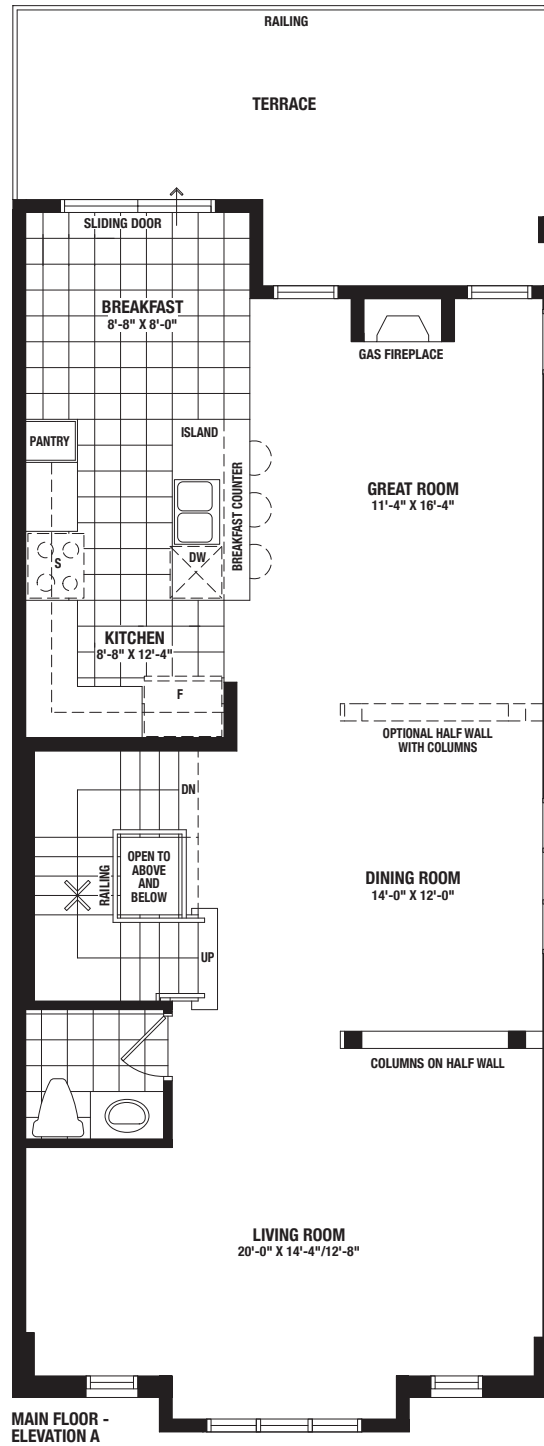 RAILING
TERRACE
SLIDING DOOR
BREAKFAST
8'-8" X 8'-0"
GAS FIREPLACE
PANTRY
ISLAND
BREAKFAST COUNTER
GREAT ROOM
11'-4" X 16'-4"
S
DW
KITCHEN
8'-8" X 12'-4"
F
OPTIONAL HALF WALL
WITH COLUMNS
DN
RAILING
OPEN TO
ABOVE
AND
BELOW
DINING ROOM
14'-0" X 12'-0"
UP
COLUMNS ON HALF WALL
LIVING ROOM
20'-0" X 14'-4"/12'-8"
MAIN FLOOR -
ELEVATION A